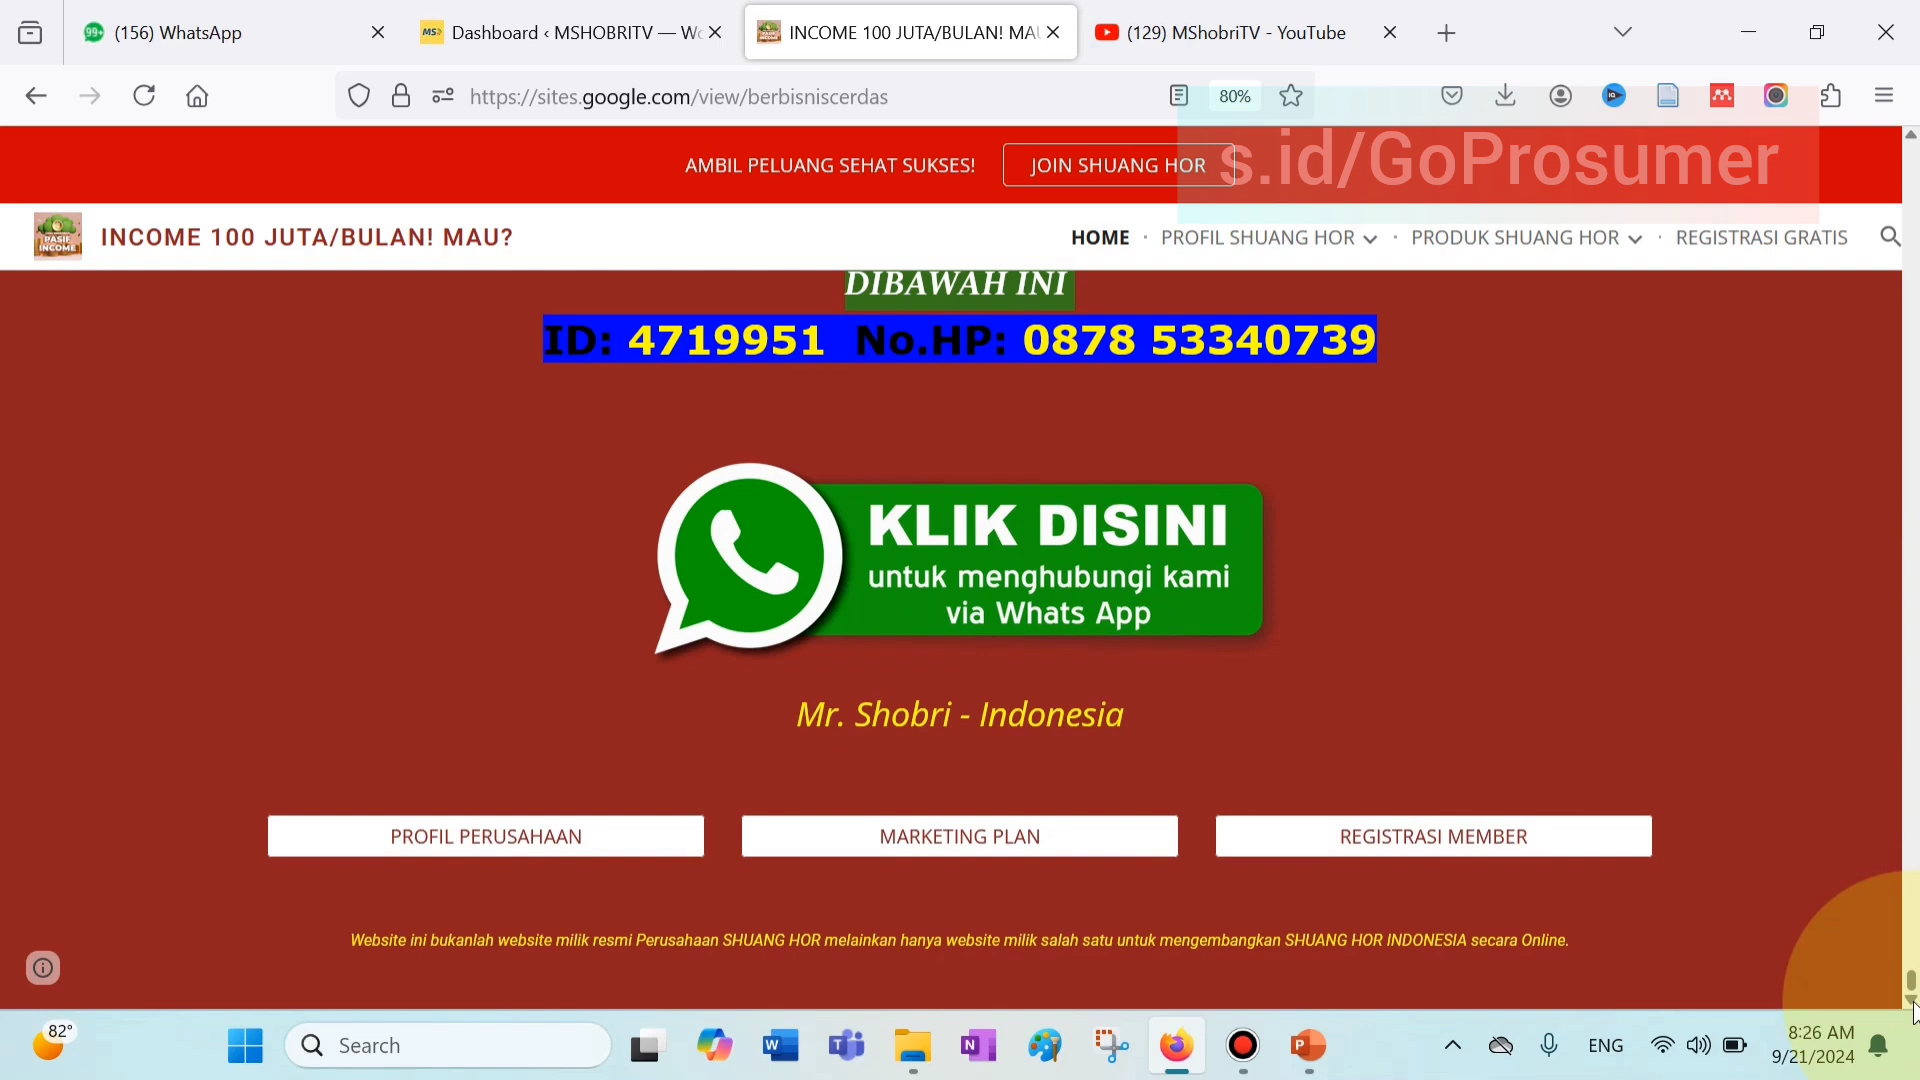 (156) WhatsApp
Dashboard ‹ MSHOBRITV — Wo
INCOME 100 JUTA/BULAN! MAU
(129) MShobriTV - YouTube
https://sites.google.com/view/berbisniscerdas
80%
AMBIL PELUANG SEHAT SUKSES!
JOIN SHUANG HOR
s.id/GoProsumer
PASIF
INCOME
INCOME 100 JUTA/BULAN! MAU?
HOME
PROFIL SHUANG HOR
PRODUK SHUANG HOR
REGISTRASI GRATIS
DIBAWAH INI
ID: 4719951 No.HP: 0878 53340739
KLIK DISINI
untuk menghubungi kami
via Whats App
Mr. Shobri - Indonesia
PROFIL PERUSAHAAN
MARKETING PLAN
REGISTRASI MEMBER
Website ini bukanlah website milik resmi Perusahaan SHUANG HOR melainkan hanya website milik salah satu untuk mengembangkan SHUANG HOR INDONESIA secara Online.
82°
Search
ENG
8:26 AM
9/21/2024